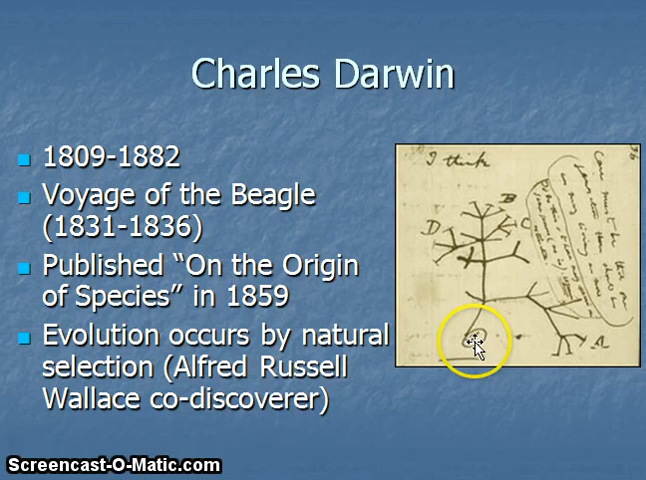 Charles Darwin
1809-1882
Voyage of the Beagle
(1831-1836)
Published “On the Origin
of Species” in 1859
Evolution occurs by natural
selection (Alfred Russell
Wallace co-discoverer)
I think
B
D
C
A
36
Screencast-O-Matic.com